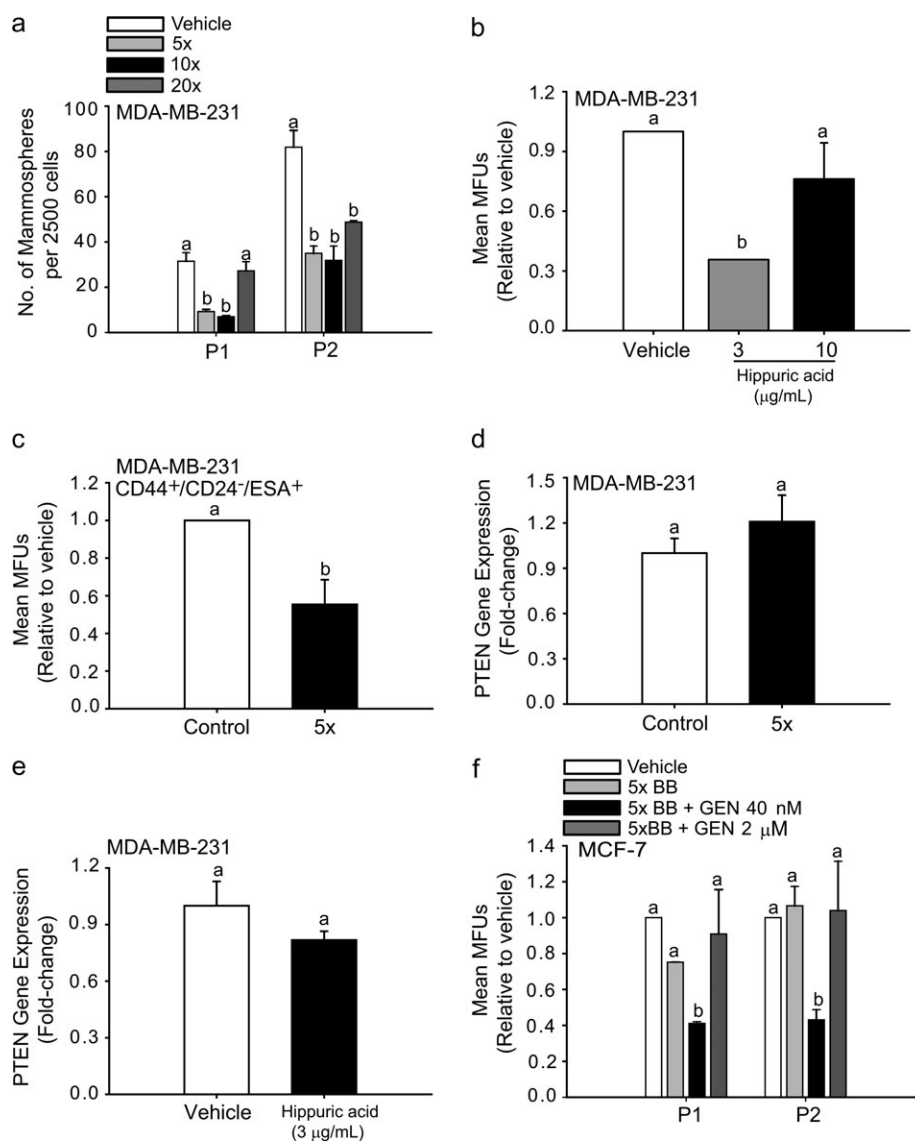 a
Vehicle
5x
10x
20x
MDA-MB-231
No. of Mammospheres
per 2500 cells
100
80
60
40
20
0
a
b
b
a
a
b
b
b
P1
P2
b
MDA-MB-231
Mean MFUs
(Relative to vehicle)
1.2
0.9
0.6
0.3
0.0
a
b
a
Vehicle
3
10
Hippuric acid
(μg/mL)
c
MDA-MB-231
CD44+/CD24-/ESA+
Mean MFUs
(Relative to vehicle)
1.2
1.0
0.8
0.6
0.4
0.2
0.0
a
b
Control
5x
d
MDA-MB-231
PTEN Gene Expression
(Fold-change)
1.5
1.2
0.9
0.6
0.3
0.0
a
a
Control
5x
e
MDA-MB-231
PTEN Gene Expression
(Fold-change)
1.2
0.9
0.6
0.3
0.0
a
a
Vehicle
Hippuric acid
(3 μg/mL)
f
Vehicle
5x BB
5x BB + GEN 40 nM
5xBB + GEN 2 μM
MCF-7
Mean MFUs
(Relative to vehicle)
1.4
1.2
1.0
0.8
0.6
0.4
0.2
0.0
a
a
b
a
a
a
b
a
P1
P2